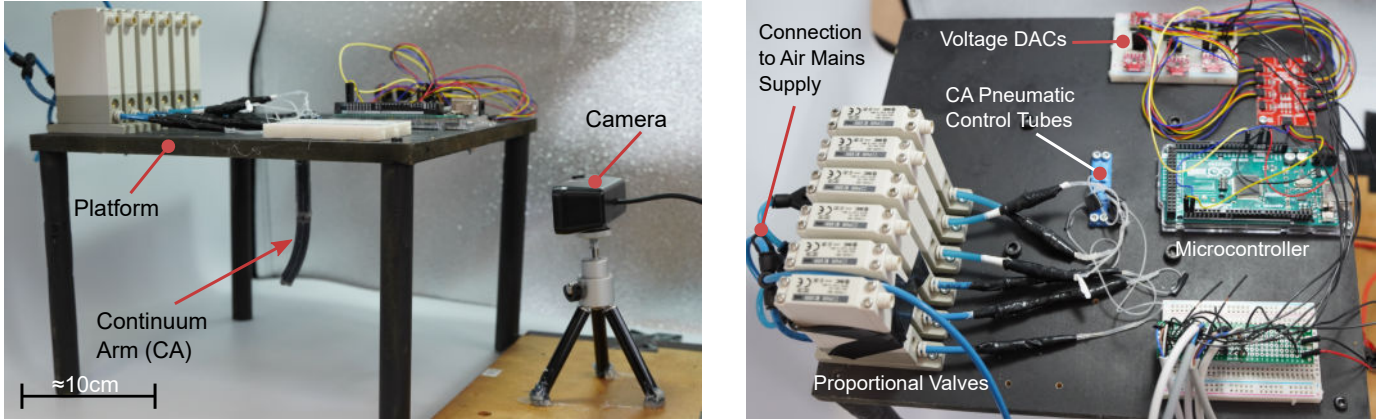 Camera
Platform
Continuum
Arm (CA)
≈10cm
Connection
to Air Mains
Supply
Voltage DACs
CA Pneumatic
Control Tubes
Microcontroller
Proportional Valves